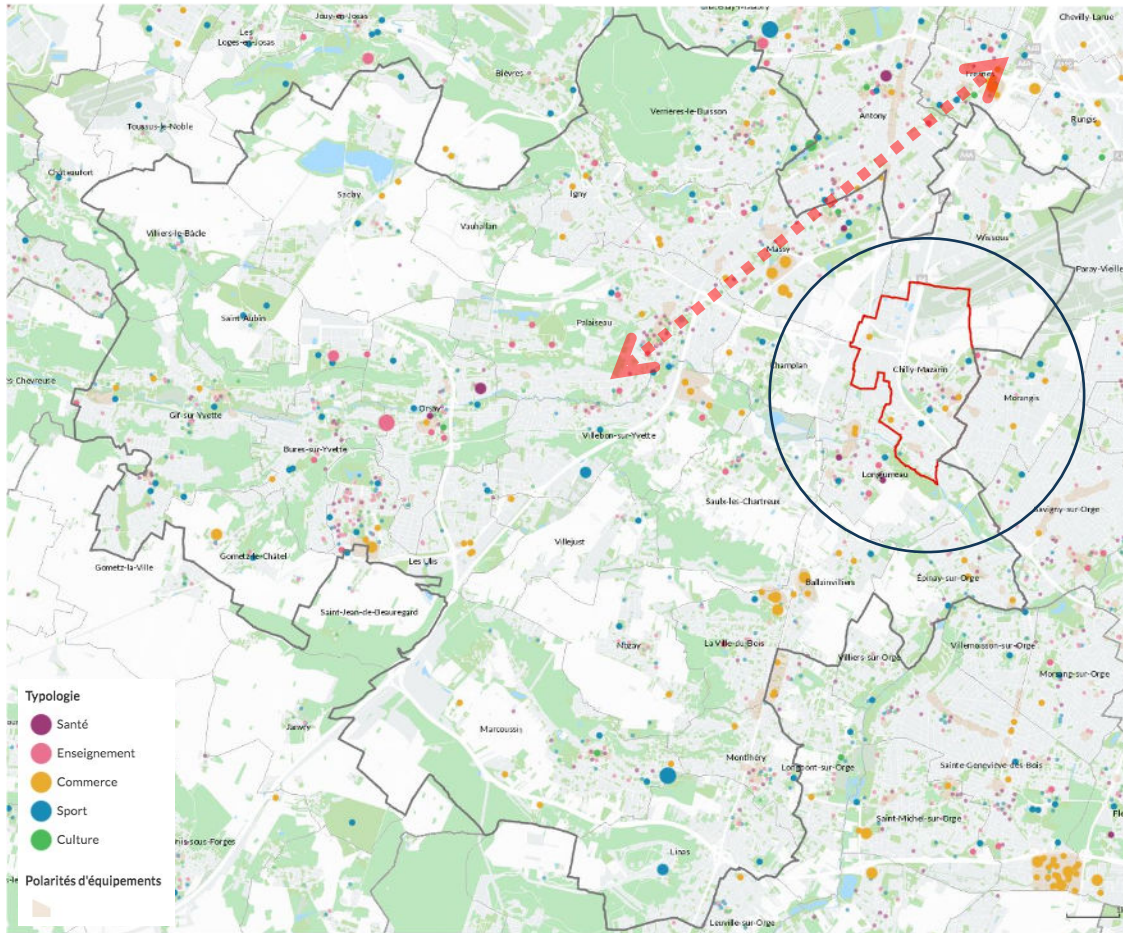 Jouy-en-Josas
Chevilly-Larue
Les
Loges-en-Josas
Bièvres
Fresnes
Verrières-le-Buisson
Antony
Toussus-le-Noble
Rungis
Châteaufort
Igny
Saclay
Vauhallan
Villiers-le-Bâcle
Massy
Wissous
Paray-Vieille
Saint-Aubin
Palaiseau
Champlan
Chilly-Mazarin
Morangis
Gif-sur-Yvette
Orsay
Villebon-sur-Yvette
Bures-sur-Yvette
Longjumeau
Saulx-les-Chartreux
Savigny-sur-Orge
Villejust
Gometz-le-Châtel
Les Ulis
Gometz-la-Ville
Ballainvilliers
Épinay-sur-Orge
Saint-Jean-de-Beauregard
Nozay
La Ville-du-Bois
Villemoisson-sur-Orge
Villiers-sur-Orge
Morsang-sur-Orge
Typologie
Santé
Enseignement
Commerce
Sport
Culture
Polarités d'équipements
Janvry
Marcoussis
Montlhéry
Longpont-sur-Orge
Sainte-Geneviève-des-Bois
Saint-Michel-sur-Orge
nis-sous-Forges
Linas
Leuville-sur-Orge